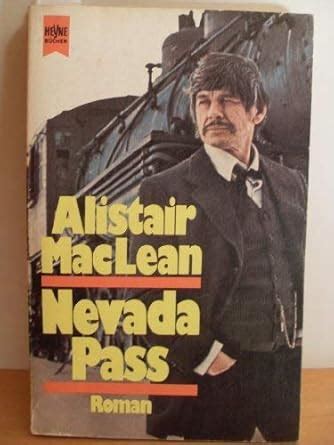 HEYNE
BÜCHER
Alistair
MacLean
Nevada
Pass
Roman